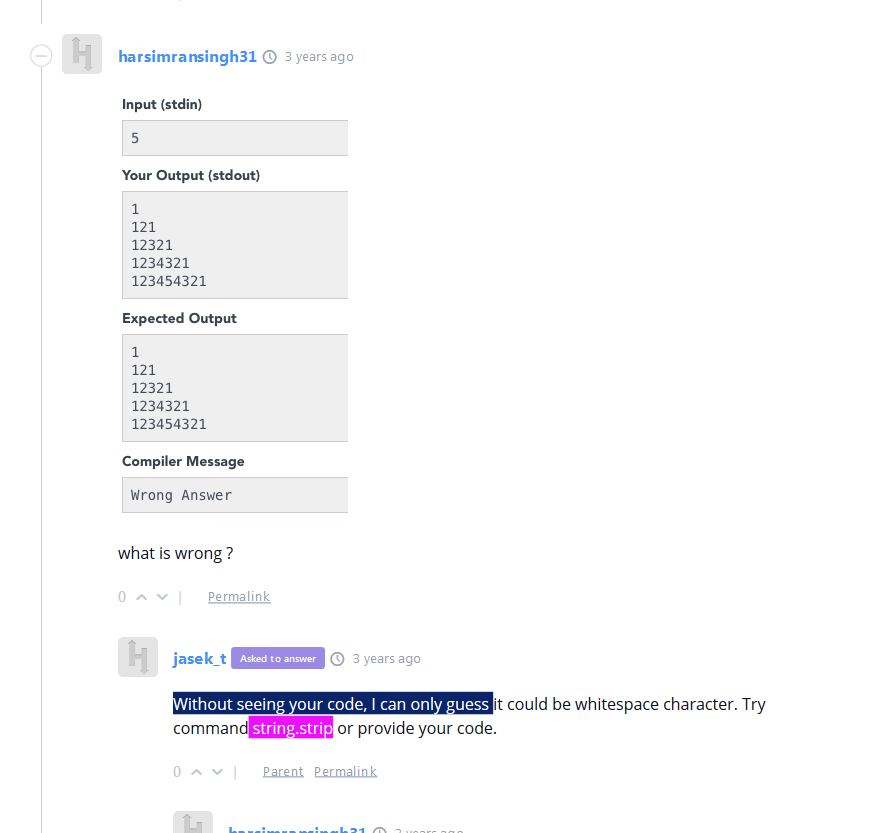 harsimransingh31 3 years ago
Input (stdin)
5
Your Output (stdout)
1
121
12321
1234321
123454321
Expected Output
1
121
12321
1234321
123454321
Compiler Message
Wrong Answer
what is wrong ?
0 | Permalink
jasek_t Asked to answer 3 years ago
Without seeing your code, I can only guess it could be whitespace character. Try
command string.strip or provide your code.
0 | Parent Permalink
harsimransingh31 3 years ago